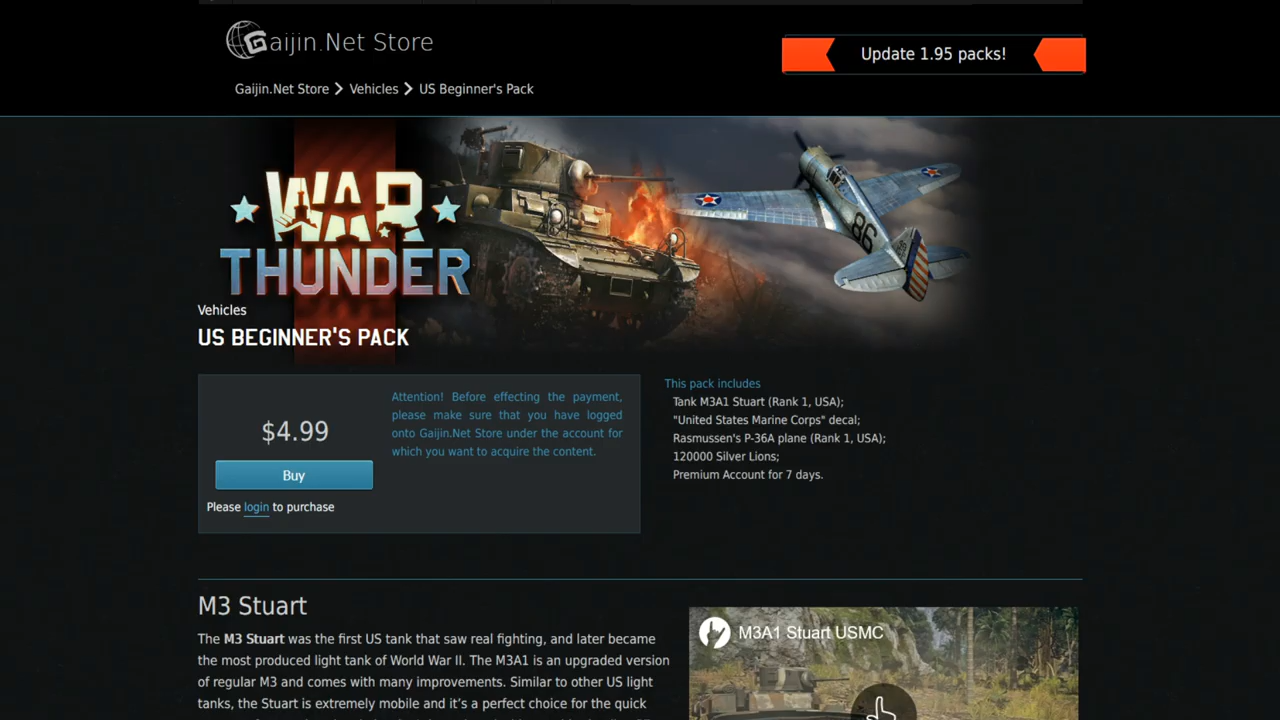 Gaijin.Net Store
Update 1.95 packs!
Gaijin.Net Store
Vehicles
US Beginner's Pack
WAR
THUNDER
86
Vehicles
US BEGINNER'S PACK
$4.99
Buy
Please login to purchase
Attention! Before effecting the payment,
please make sure that you have logged
onto Gaijin.Net Store under the account for
which you want to acquire the content.
This pack includes
Tank M3A1 Stuart (Rank 1, USA);
"United States Marine Corps" decal;
Rasmussen's P-36A plane (Rank 1, USA);
120000 Silver Lions;
Premium Account for 7 days.
M3 Stuart
The M3 Stuart was the first US tank that saw real fighting, and later became
the most produced light tank of World War II. The M3A1 is an upgraded version
of regular M3 and comes with many improvements. Similar to other US light
tanks, the Stuart is extremely mobile and it's a perfect choice for the quick
M3A1 Stuart USMC